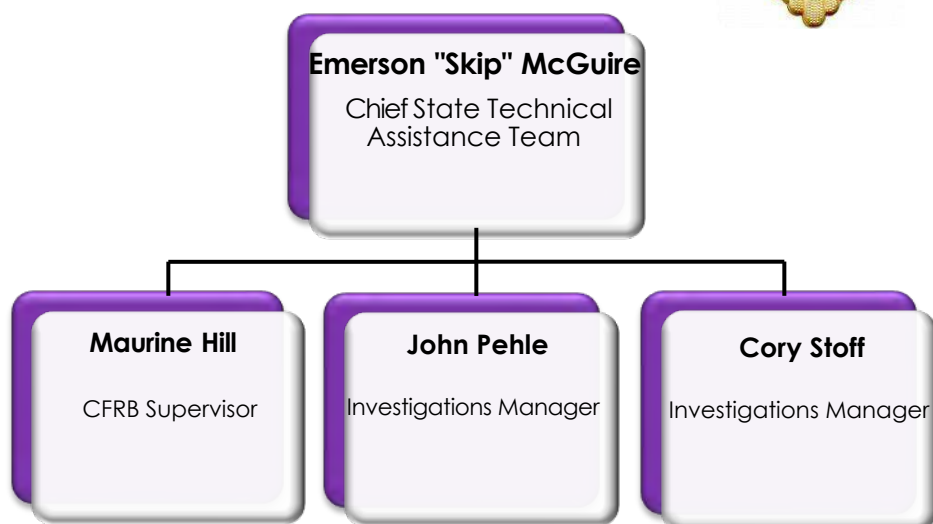 Emerson "Skip" McGuire
Chief State Technical
Assistance Team
Maurine Hill
CFRB Supervisor
John Pehle
Investigations Manager
Cory Stoff
Investigations Manager